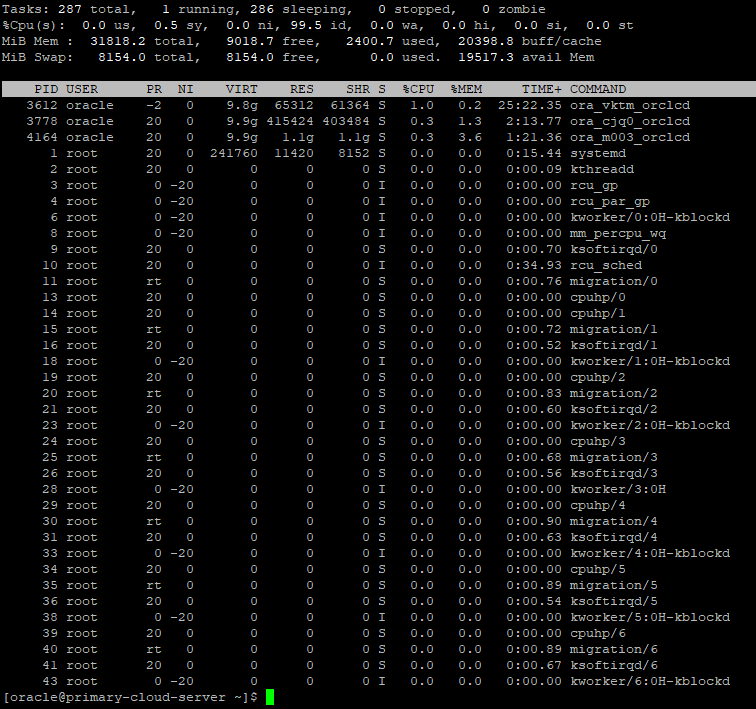 Tasks: 287 total,   1 running, 286 sleeping,   0 stopped,   0 zombie
%Cpu(s):  0.0 us,  0.5 sy,  0.0 ni, 99.5 id,  0.0 wa,  0.0 hi,  0.0 si,  0.0 st
MiB Mem :  31818.2 total,   9018.7 free,   2400.7 used,  20398.8 buff/cache
MiB Swap:   8154.0 total,   8154.0 free,      0.0 used.  19517.3 avail Mem
PID USER      PR  NI    VIRT    RES    SHR S  %CPU  %MEM     TIME+ COMMAND
3612 oracle    -2   0    9.8g  65312  61364 S   1.0   0.2  25:22.35 ora_vktm_orclcd
3778 oracle    20   0    9.9g 415424 403484 S   0.3   1.3   2:13.77 ora_cjq0_orclcd
4164 oracle    20   0    9.9g   1.1g   1.1g S   0.3   3.6   1:21.36 ora_m003_orclcd
1 root      20   0  241760  11420   8152 S   0.0   0.0   0:15.44 systemd
2 root      20   0       0      0      0 S   0.0   0.0   0:00.09 kthreadd
3 root       0 -20       0      0      0 I   0.0   0.0   0:00.00 rcu_gp
4 root       0 -20       0      0      0 I   0.0   0.0   0:00.00 rcu_par_gp
6 root       0 -20       0      0      0 I   0.0   0.0   0:00.00 kworker/0:0H-kblockd
8 root       0 -20       0      0      0 I   0.0   0.0   0:00.00 mm_percpu_wq
9 root      20   0       0      0      0 S   0.0   0.0   0:00.70 ksoftirqd/0
10 root      20   0       0      0      0 I   0.0   0.0   0:34.93 rcu_sched
11 root      rt   0       0      0      0 S   0.0   0.0   0:00.76 migration/0
13 root      20   0       0      0      0 S   0.0   0.0   0:00.00 cpuhp/0
14 root      20   0       0      0      0 S   0.0   0.0   0:00.00 cpuhp/1
15 root      rt   0       0      0      0 S   0.0   0.0   0:00.72 migration/1
16 root      20   0       0      0      0 S   0.0   0.0   0:00.52 ksoftirqd/1
18 root       0 -20       0      0      0 I   0.0   0.0   0:00.00 kworker/1:0H-kblockd
19 root      20   0       0      0      0 S   0.0   0.0   0:00.00 cpuhp/2
20 root      rt   0       0      0      0 S   0.0   0.0   0:00.83 migration/2
21 root      20   0       0      0      0 S   0.0   0.0   0:00.60 ksoftirqd/2
23 root       0 -20       0      0      0 I   0.0   0.0   0:00.00 kworker/2:0H-kblockd
24 root      20   0       0      0      0 S   0.0   0.0   0:00.00 cpuhp/3
25 root      rt   0       0      0      0 S   0.0   0.0   0:00.68 migration/3
26 root      20   0       0      0      0 S   0.0   0.0   0:00.56 ksoftirqd/3
28 root       0 -20       0      0      0 I   0.0   0.0   0:00.00 kworker/3:0H
29 root      20   0       0      0      0 S   0.0   0.0   0:00.00 cpuhp/4
30 root      rt   0       0      0      0 S   0.0   0.0   0:00.90 migration/4
31 root      20   0       0      0      0 S   0.0   0.0   0:00.63 ksoftirqd/4
33 root       0 -20       0      0      0 I   0.0   0.0   0:00.00 kworker/4:0H-kblockd
34 root      20   0       0      0      0 S   0.0   0.0   0:00.00 cpuhp/5
35 root      rt   0       0      0      0 S   0.0   0.0   0:00.89 migration/5
36 root      20   0       0      0      0 S   0.0   0.0   0:00.54 ksoftirqd/5
38 root       0 -20       0      0      0 I   0.0   0.0   0:00.00 kworker/5:0H-kblockd
39 root      20   0       0      0      0 S   0.0   0.0   0:00.00 cpuhp/6
40 root      rt   0       0      0      0 S   0.0   0.0   0:00.89 migration/6
41 root      20   0       0      0      0 S   0.0   0.0   0:00.67 ksoftirqd/6
43 root       0 -20       0      0      0 I   0.0   0.0   0:00.00 kworker/6:0H-kblockd
[oracle@primary-cloud-server ~]$